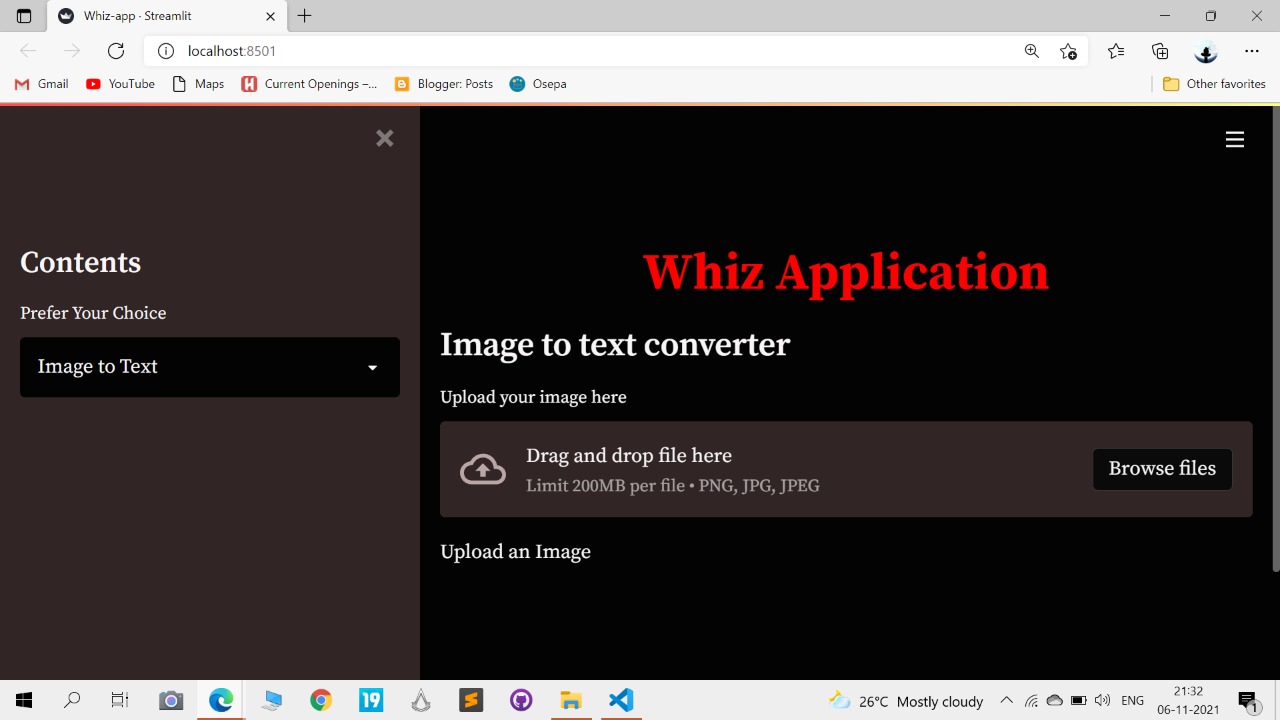 Whiz-app · Streamlit
localhost:8501
Gmail YouTube Maps Current Openings –... Blogger: Posts Osepa Other favorites
Contents
Prefer Your Choice
Image to Text
Whiz Application
Image to text converter
Upload your image here
Drag and drop file here
Limit 200MB per file • PNG, JPG, JPEG
Browse files
Upload an Image
19
26°C Mostly cloudy
ENG
21:32
06-11-2021
1